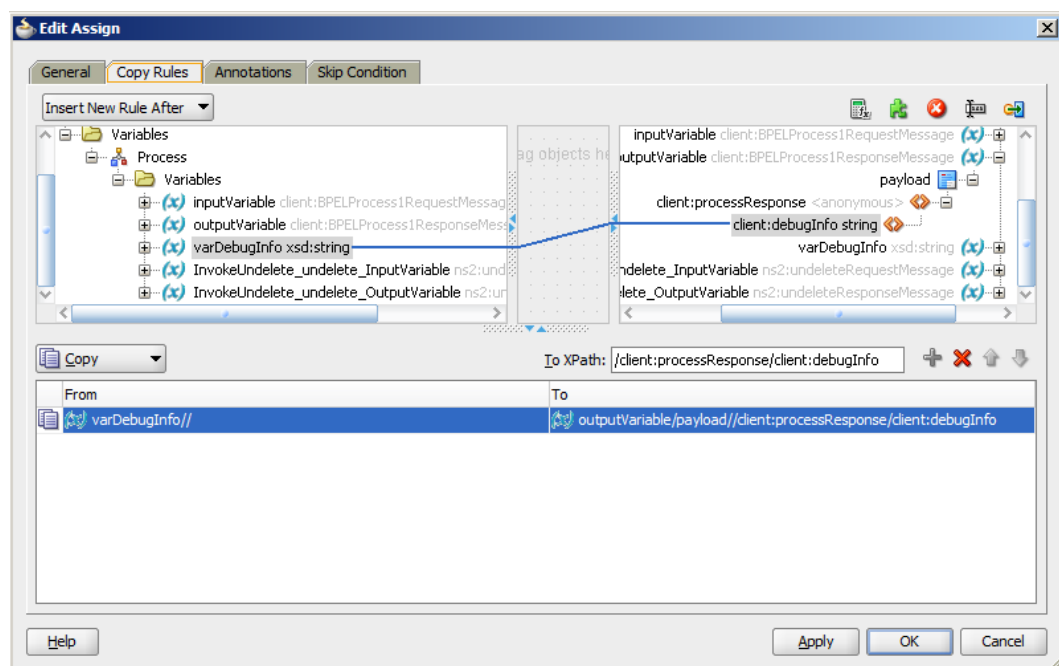 Edit Assign
General Copy Rules Annotations Skip Condition
Insert New Rule After
Variables
Process
Variables
(x) inputVariable client:BPELProcess1RequestMessag
(x) outputVariable client:BPELProcess1ResponseMes
(x) varDebugInfo xsd:string
(x) InvokeUndelete_undelete_InputVariable ns2:und
(x) InvokeUndelete_undelete_OutputVariable ns2:ur
ag objects he
inputVariable client:BPELProcess1RequestMessage (x)
utputVariable client:BPELProcess1ResponseMessage (x)
payload
client:processResponse <anonymous>
client:debugInfo string
varDebugInfo xsd:string (x)
ndelete_InputVariable ns2:undeleteRequestMessage (x)
lete_OutputVariable ns2:undeleteResponseMessage (x)
Copy To XPath: /client:processResponse/client:debugInfo
From To
varDebugInfo// outputVariable/payload//client:processResponse/client:debugInfo
Help Apply OK Cancel